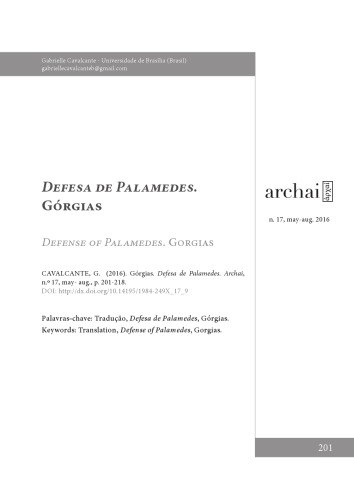 Gabrielle Cavalcante - Universidade de Brasília (Brasil)
gabriellecavalcanteb@gmail.com
Defesa de Palamedes.
Górgias
archai
n. 17, may-aug. 2016
Defense of Palamedes. Gorgias
CAVALCANTE, G. (2016). Górgias. Defesa de Palamedes. Archai,
n.º 17, may- aug., p. 201-218.
DOI: http://dx.doi.org/10.14195/1984-249X_17_9
Palavras-chave: Tradução, Defesa de Palamedes, Górgias.
Keywords: Translation, Defense of Palamedes, Gorgias.
201